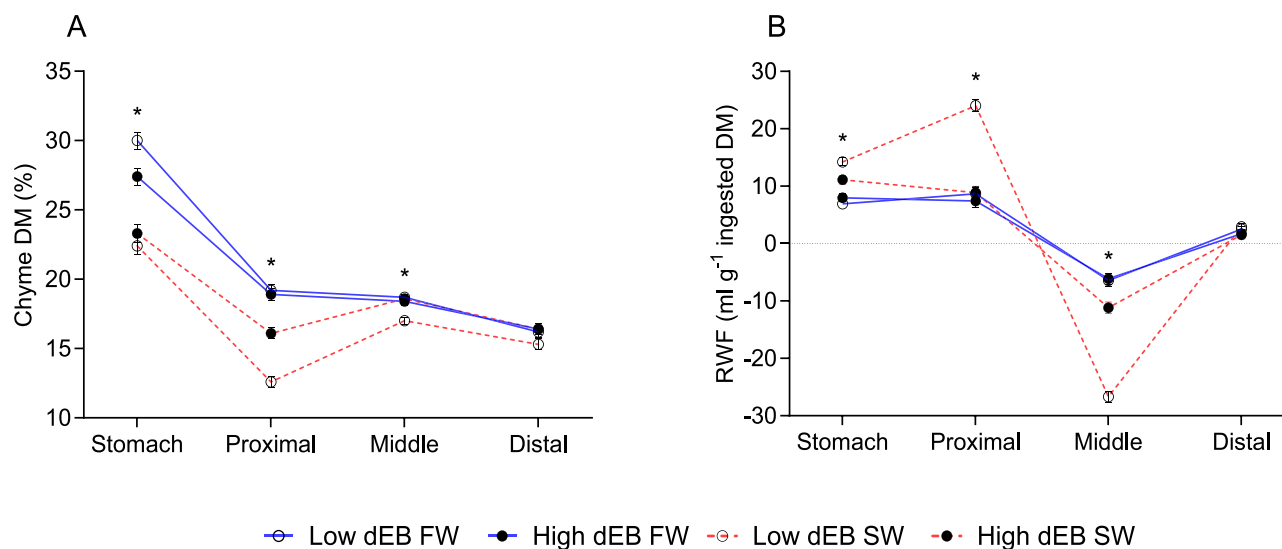 A
Chyme DM (%)
35
30
25
20
15
10
* * *
Stomach Proximal Middle Distal
B
RWF (ml g⁻¹ ingested DM)
30
20
10
0
-10
-20
-30
* * *
Stomach Proximal Middle Distal
Low dEB FW High dEB FW Low dEB SW High dEB SW